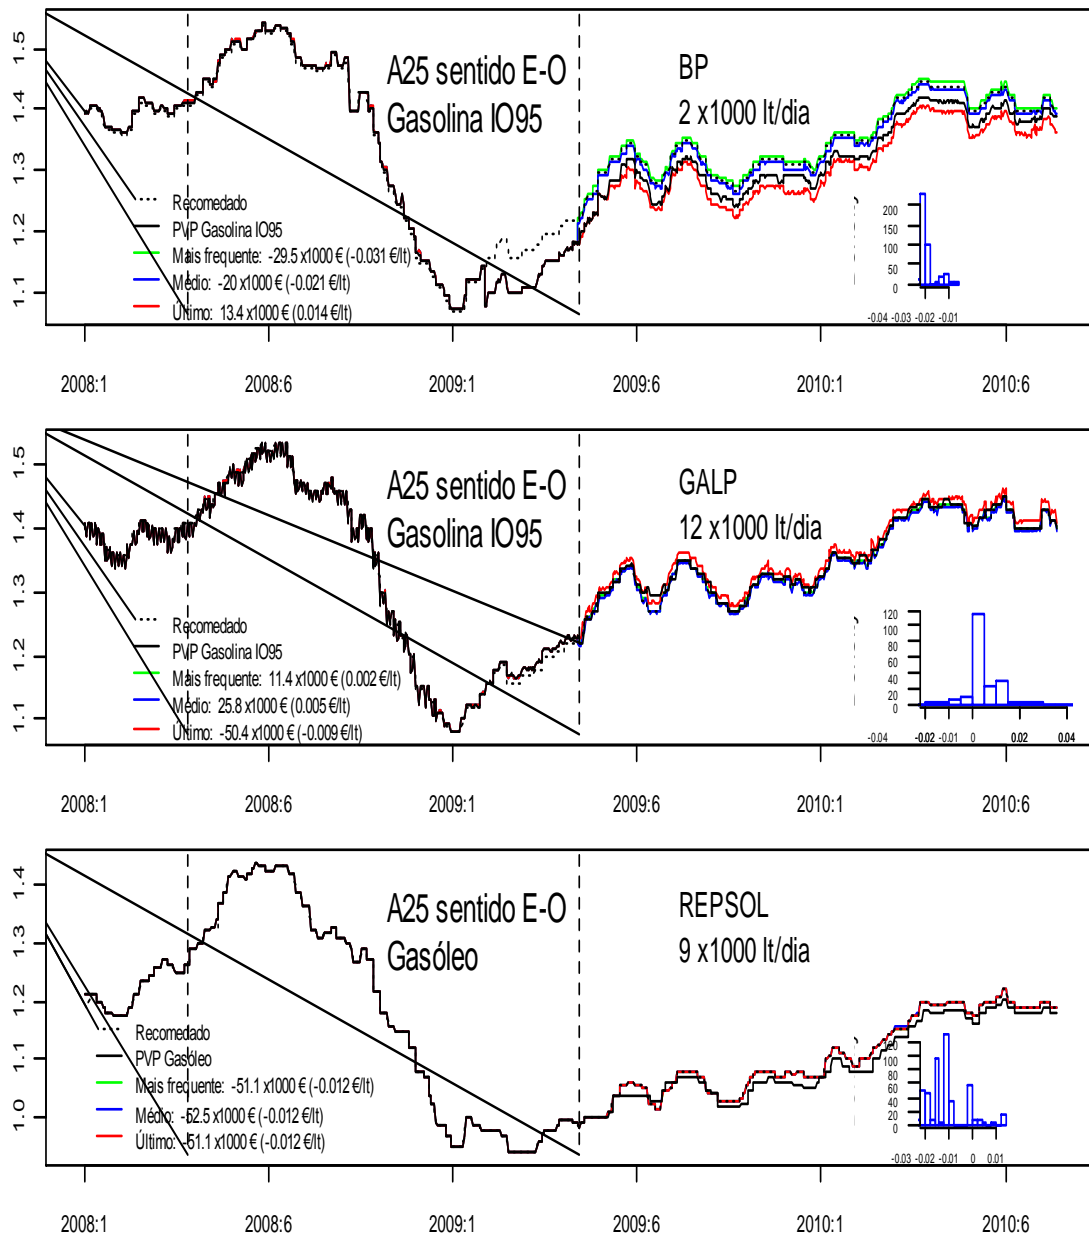 A25 sentido E-O
Gasolina IO95
BP
2 x1000 lt/dia
1.5
1.4
1.3
1.2
1.1
Recomedado
PVP Gasolina IO95
Mais frequente: -29.5 x1000 € (-0.031 €/lt)
Médio: -20 x1000 € (-0.021 €/lt)
Último: 13.4 x1000 € (0.014 €/lt)
200
150
100
50
0
-0.04 -0.03 -0.02 -0.01
2008:1 2008:6 2009:1 2009:6 2010:1 2010:6
A25 sentido E-O
Gasolina IO95
GALP
12 x1000 lt/dia
1.5
1.4
1.3
1.2
1.1
Recomedado
PVP Gasolina IO95
Mais frequente: 11.4 x1000 € (0.002 €/lt)
Médio: 25.8 x1000 € (0.005 €/lt)
Último: -50.4 x1000 € (-0.009 €/lt)
120
100
80
60
40
20
0
-0.04 -0.02 -0.01 0 0.02 0.04
2008:1 2008:6 2009:1 2009:6 2010:1 2010:6
A25 sentido E-O
Gasóleo
REPSOL
9 x1000 lt/dia
1.4
1.3
1.2
1.1
1.0
Recomedado
PVP Gasóleo
Mais frequente: -51.1 x1000 € (-0.012 €/lt)
Médio: -52.5 x1000 € (-0.012 €/lt)
Último: -51.1 x1000 € (-0.012 €/lt)
120
100
80
60
40
20
0
-0.03 -0.02 -0.01 0 0.01
2008:1 2008:6 2009:1 2009:6 2010:1 2010:6